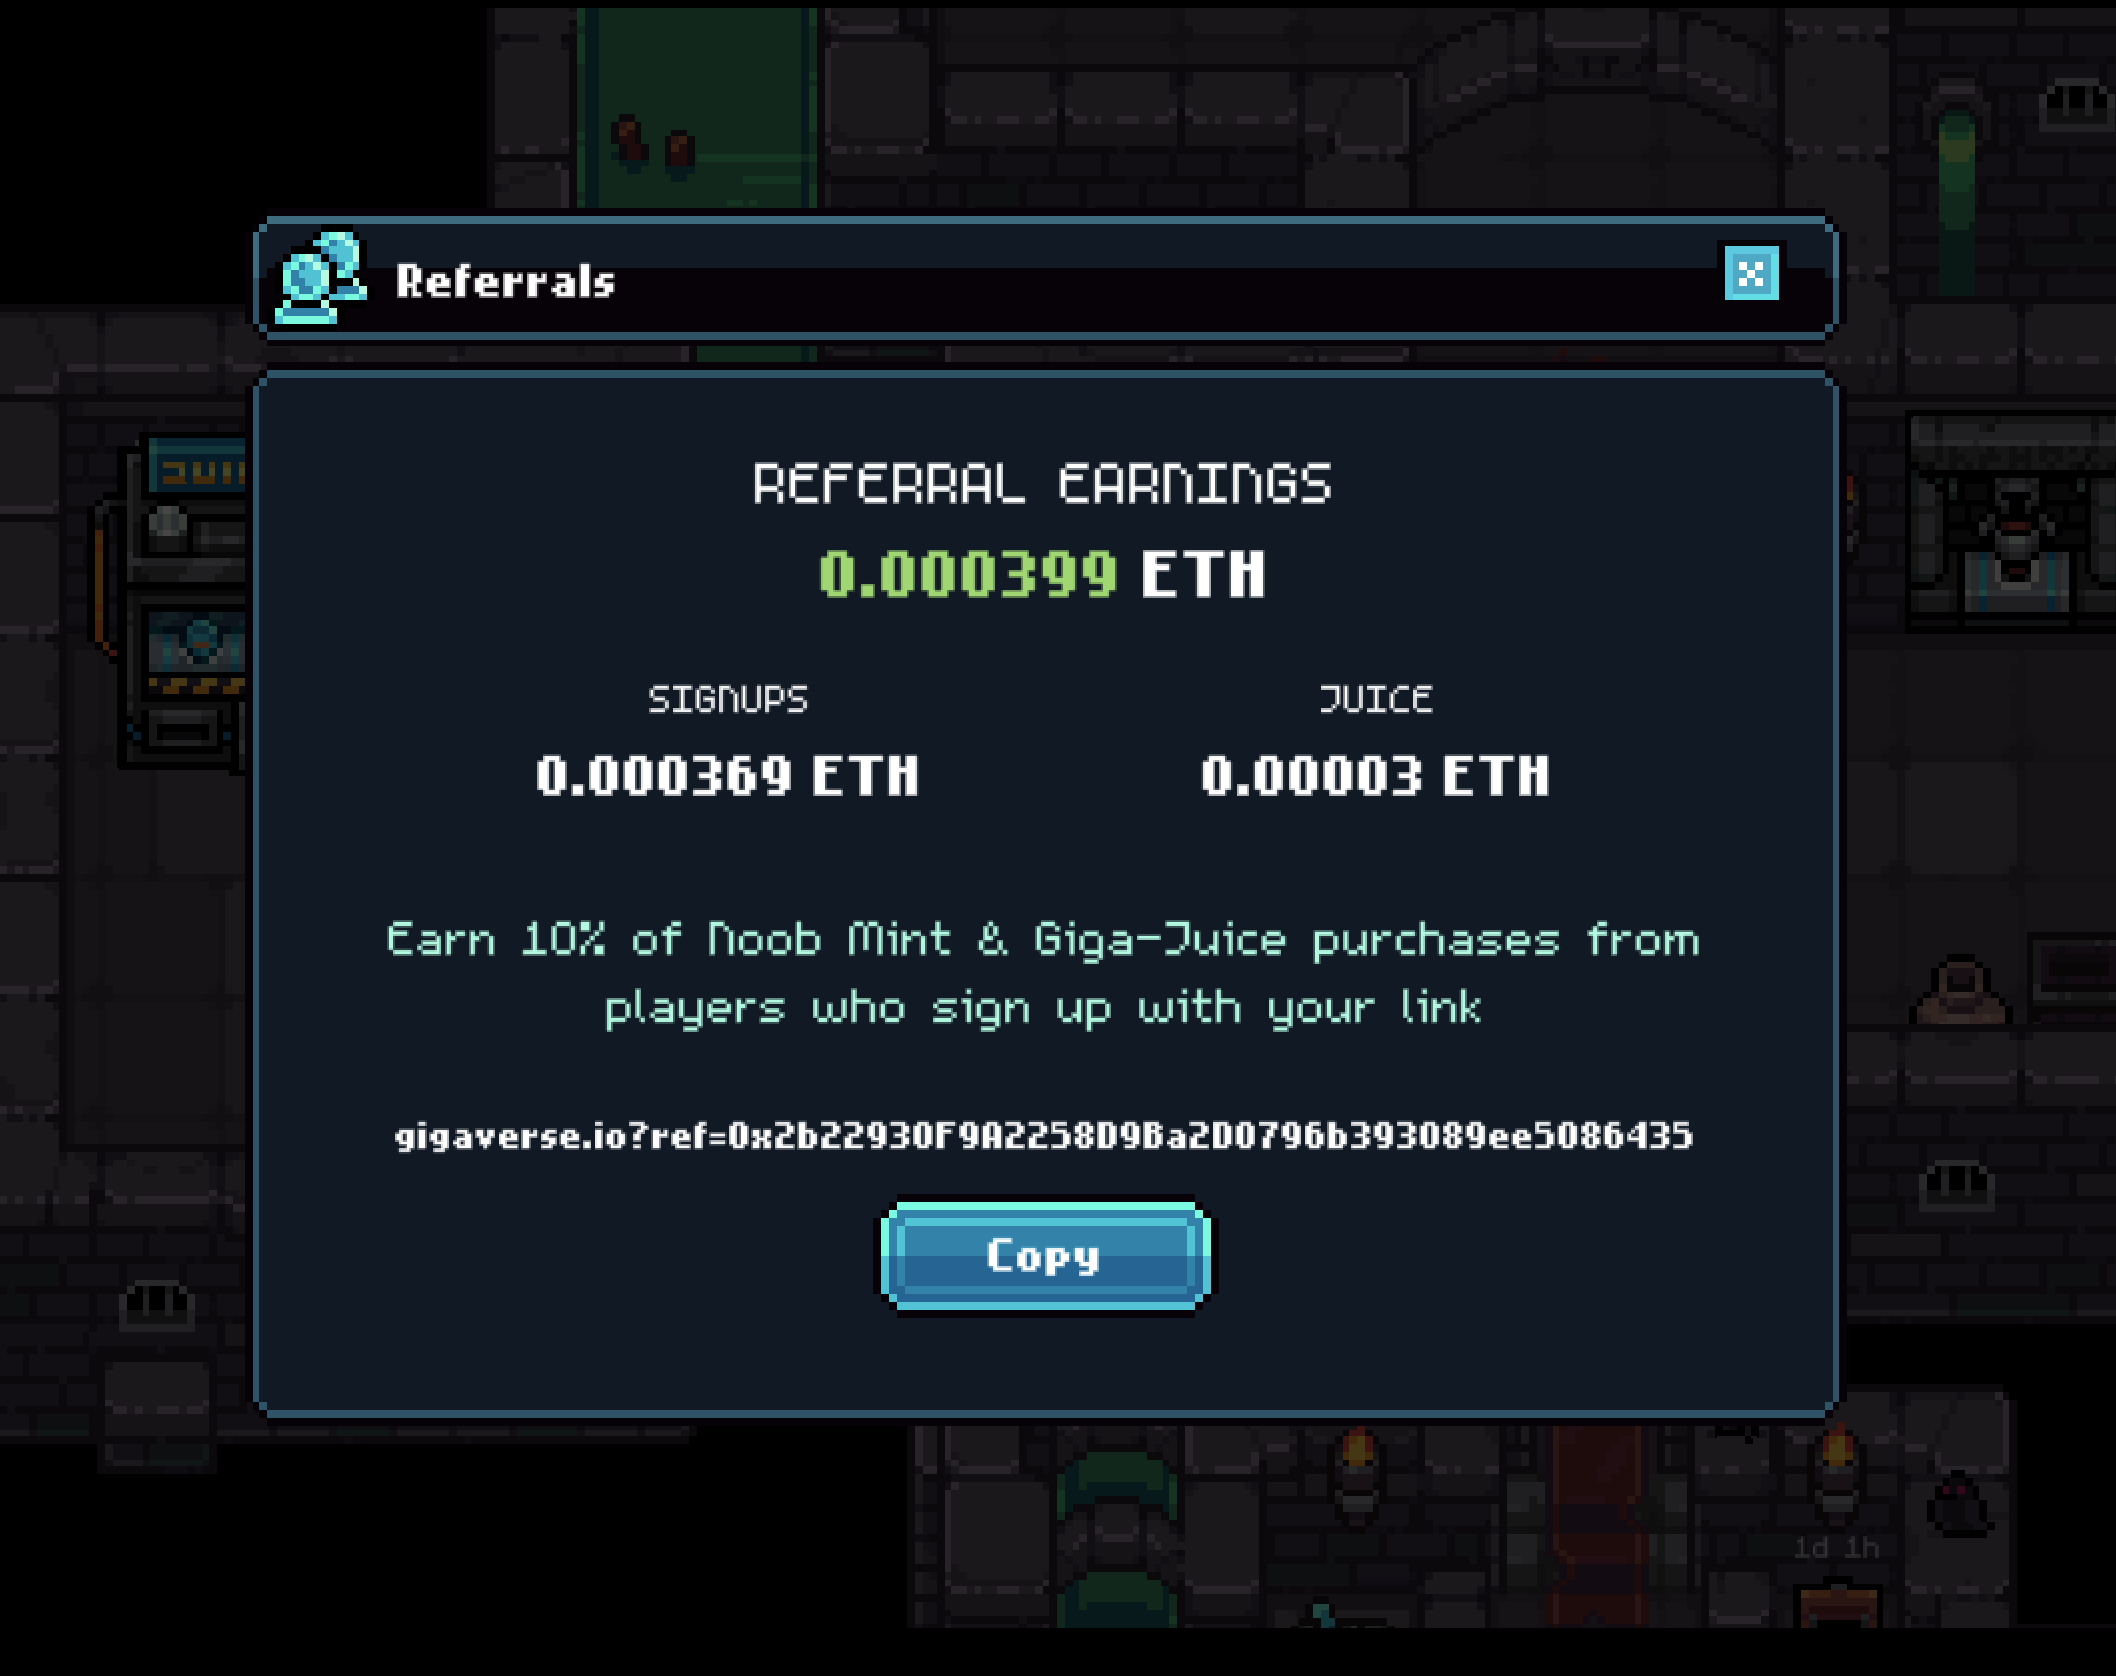 Referrals
REFERRAL EARNINGS
0.000399 ETH
SIGNUPS
JUICE
0.000369 ETH
0.00003 ETH
Earn 10% of Noob Mint & Giga-Juice purchases from
players who sign up with your link
gigaverse.io?ref=0x2b22930F9A2258D9Ba2D0796b393089ee5086435
Copy
1d 1h